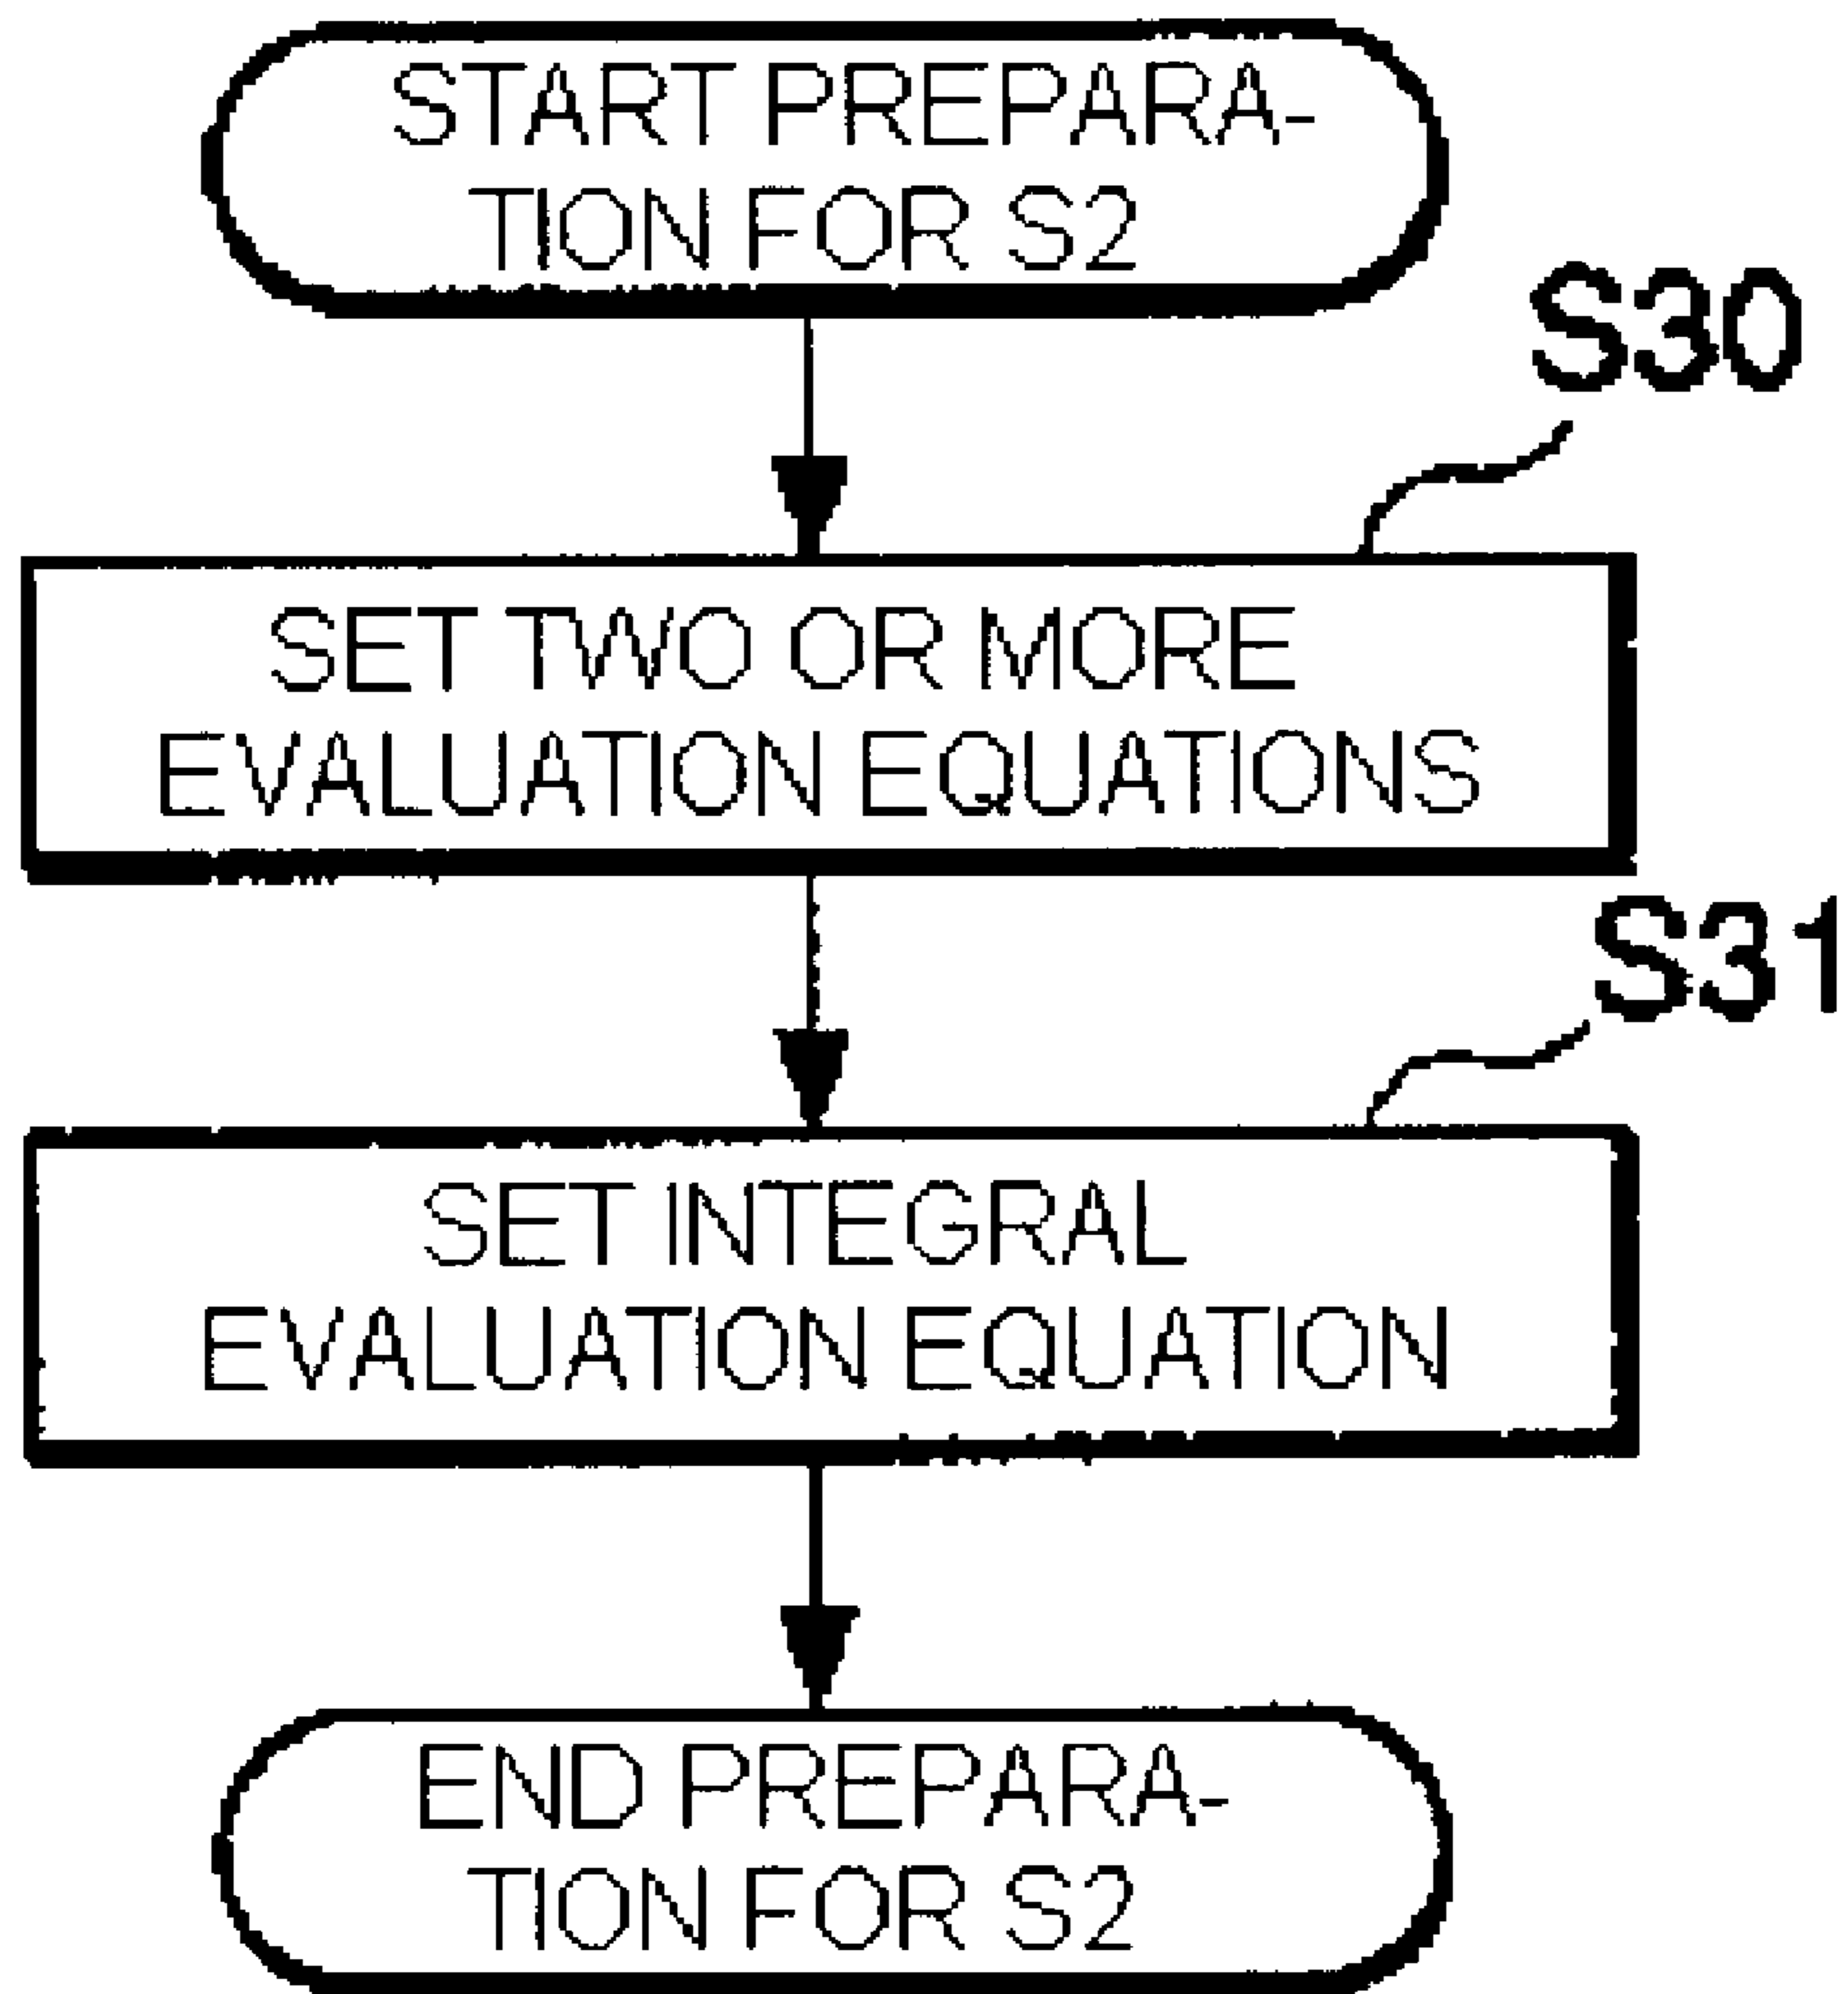 START PREPARA-
TION FOR S2
S30
SET TWO OR MORE
EVALUATION EQUATIONS
S31
SET INTEGRAL
EVALUATION EQUATION
END PREPARA-
TION FOR S2